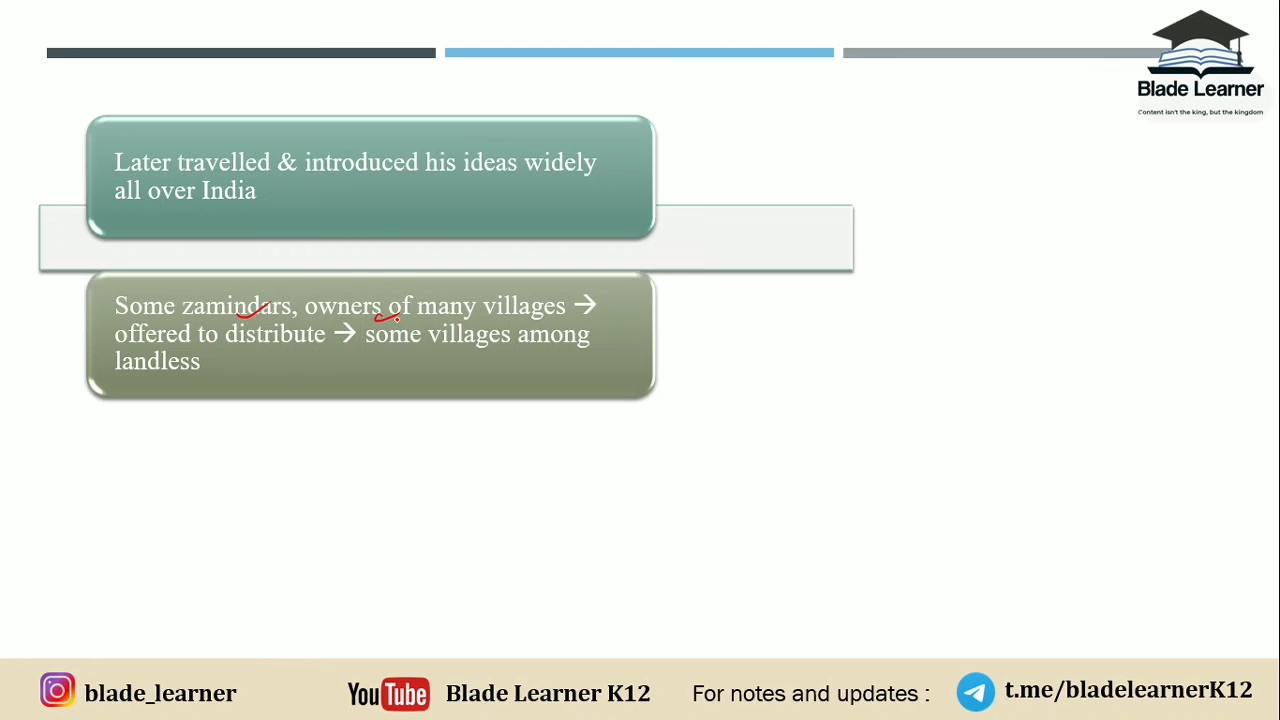 Blade Learner
Content isn't the king, but the kingdom
Later travelled & introduced his ideas widely
all over India
Some zamindars, owners of many villages →
offered to distribute → some villages among
landless
blade_learner
YouTube
Blade Learner K12
For notes and updates :
t.me/bladelearnerK12